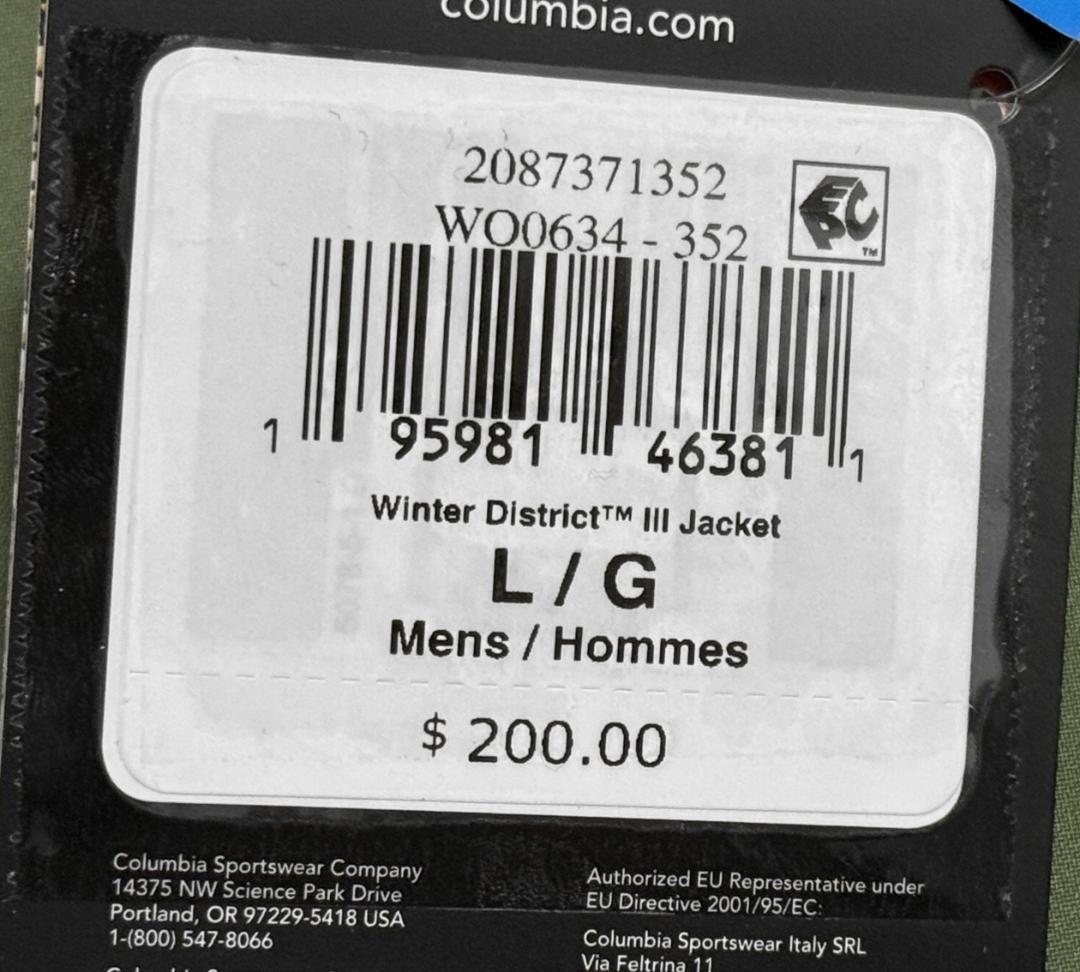 columbia.com
2087371352
WO0634 - 352
EPC™
1 95981 46381 1
Winter District™ III Jacket
L / G
Mens / Hommes
$ 200.00
Columbia Sportswear Company
14375 NW Science Park Drive
Portland, OR 97229-5418 USA
1-(800) 547-8066
Authorized EU Representative under
EU Directive 2001/95/EC:
Columbia Sportswear Italy SRL
Via Feltrina 11